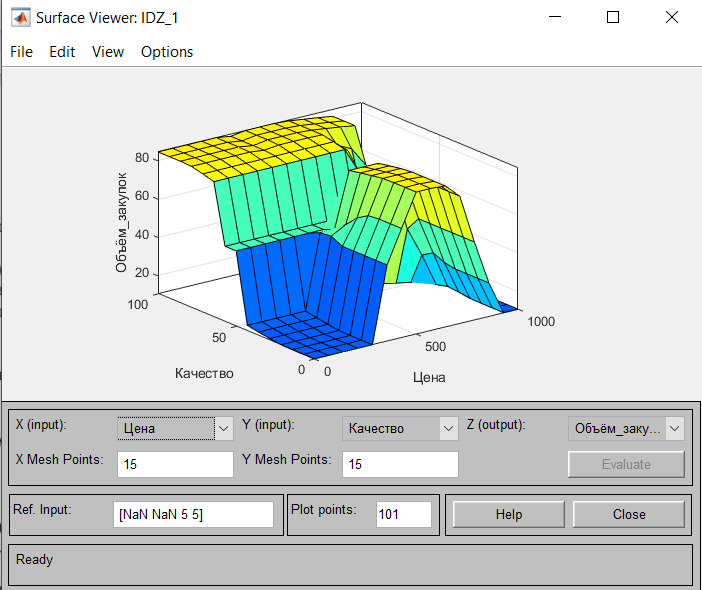 Surface Viewer: IDZ_1
File Edit View Options
80
60
40
20
Объём_закупок
100
50
0
Качество
0
500
1000
Цена
X (input): Цена Y (input): Качество Z (output): Объём_заку...
X Mesh Points: 15 Y Mesh Points: 15 Evaluate
Ref. Input: [NaN NaN 5 5] Plot points: 101 Help Close
Ready